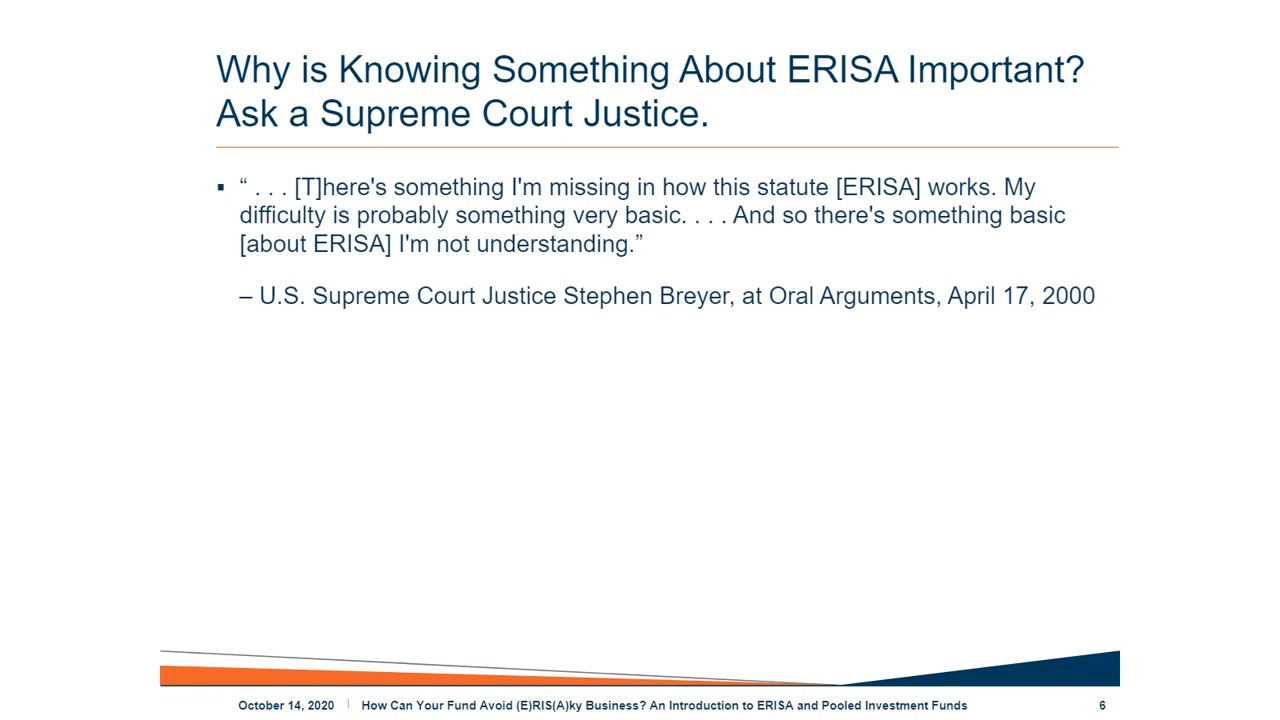 Why is Knowing Something About ERISA Important?
Ask a Supreme Court Justice.
▪ “ . . . [T]here's something I'm missing in how this statute [ERISA] works. My
difficulty is probably something very basic. . . . And so there's something basic
[about ERISA] I'm not understanding.”
– U.S. Supreme Court Justice Stephen Breyer, at Oral Arguments, April 17, 2000
October 14, 2020 | How Can Your Fund Avoid (E)RIS(A)ky Business? An Introduction to ERISA and Pooled Investment Funds 6